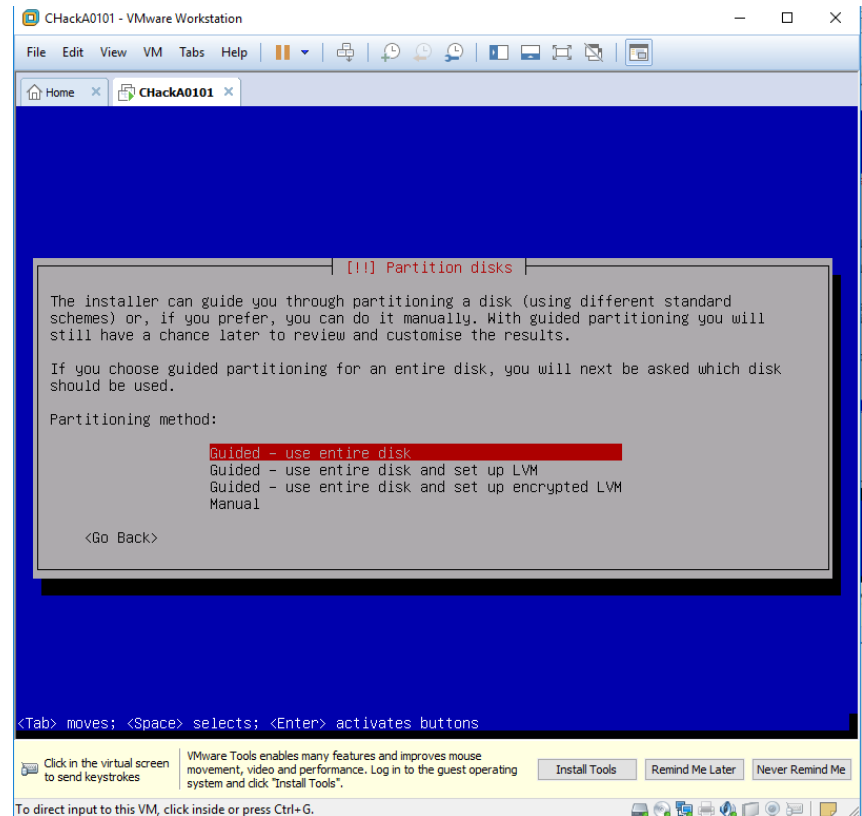 CHackA0101 - VMware Workstation
File Edit View VM Tabs Help
Home CHackA0101
[!!] Partition disks
The installer can guide you through partitioning a disk (using different standard
schemes) or, if you prefer, you can do it manually. With guided partitioning you will
still have a chance later to review and customise the results.
If you choose guided partitioning for an entire disk, you will next be asked which disk
should be used.
Partitioning method:
Guided - use entire disk
Guided - use entire disk and set up LVM
Guided - use entire disk and set up encrypted LVM
Manual
<Go Back>
<Tab> moves; <Space> selects; <Enter> activates buttons
Click in the virtual screen
to send keystrokes
VMware Tools enables many features and improves mouse
movement, video and performance. Log in to the guest operating
system and click "Install Tools".
Install Tools Remind Me Later Never Remind Me
To direct input to this VM, click inside or press Ctrl+G.